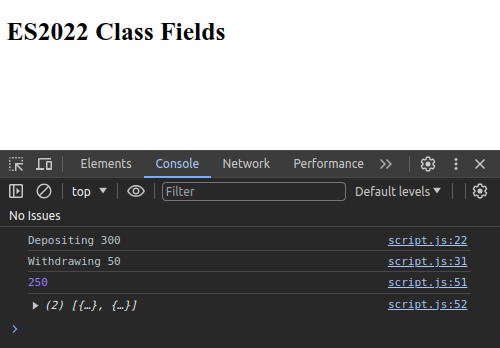 ES2022 Class Fields
Elements Console Network Performance
top Filter Default levels
No Issues
Depositing 300 script.js:22
Withdrawing 50 script.js:31
250 script.js:51
(2) [{…}, {…}] script.js:52